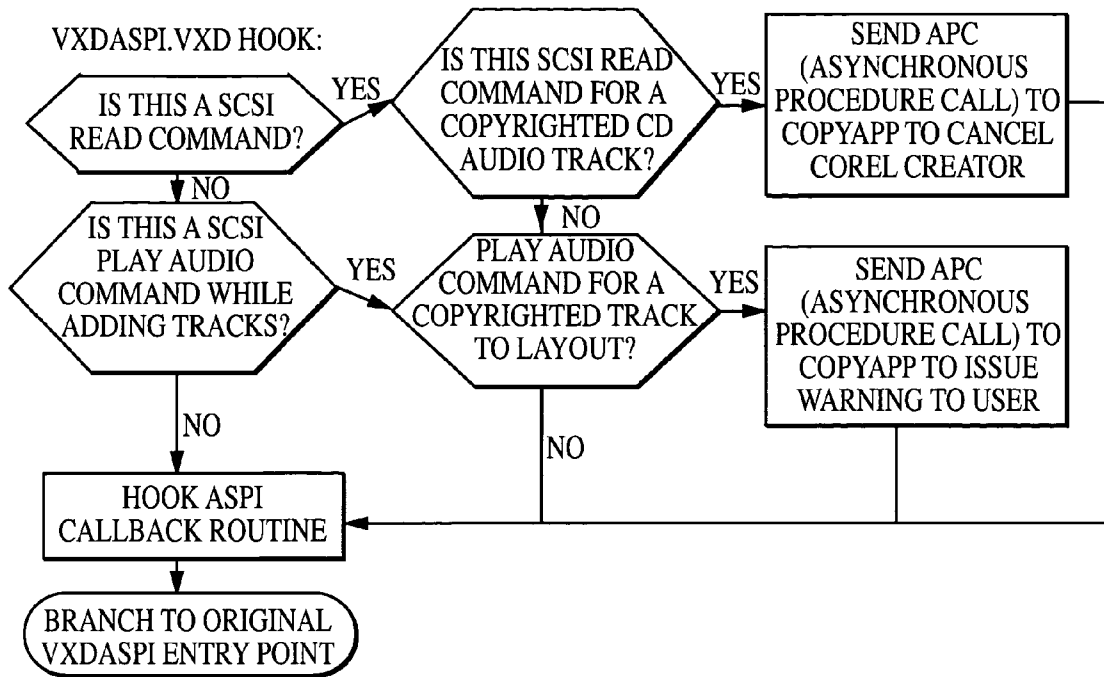 VXDASPI.VXD HOOK:
IS THIS A SCSI
READ COMMAND?
YES
IS THIS SCSI READ
COMMAND FOR A
COPYRIGHTED CD
AUDIO TRACK?
YES
SEND APC
(ASYNCHRONOUS
PROCEDURE CALL) TO
COPYAPP TO CANCEL
COREL CREATOR
NO
NO
IS THIS A SCSI
PLAY AUDIO
COMMAND WHILE
ADDING TRACKS?
YES
PLAY AUDIO
COMMAND FOR A
COPYRIGHTED TRACK
TO LAYOUT?
YES
SEND APC
(ASYNCHRONOUS
PROCEDURE CALL) TO
COPYAPP TO ISSUE
WARNING TO USER
NO
NO
HOOK ASPI
CALLBACK ROUTINE
BRANCH TO ORIGINAL
VXDASPI ENTRY POINT